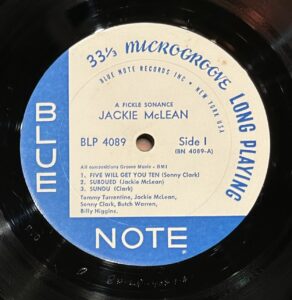 33⅓ MICROGROOVE LONG PLAYING
BLUE NOTE RECORDS INC • NEW YORK USA
A FICKLE SONANCE
JACKIE McLEAN
BLP 4089 Side 1
(BN 4089-A)
All compositions Groove Music - BMI
1. FIVE WILL GET YOU TEN (Sonny Clark)
2. SUBDUED (Jackie McLean)
3. SUNDU (Clark)
Tommy Turrentine, Jackie McLean,
Sonny Clark, Butch Warren,
Billy Higgins.
BLUE
NOTE